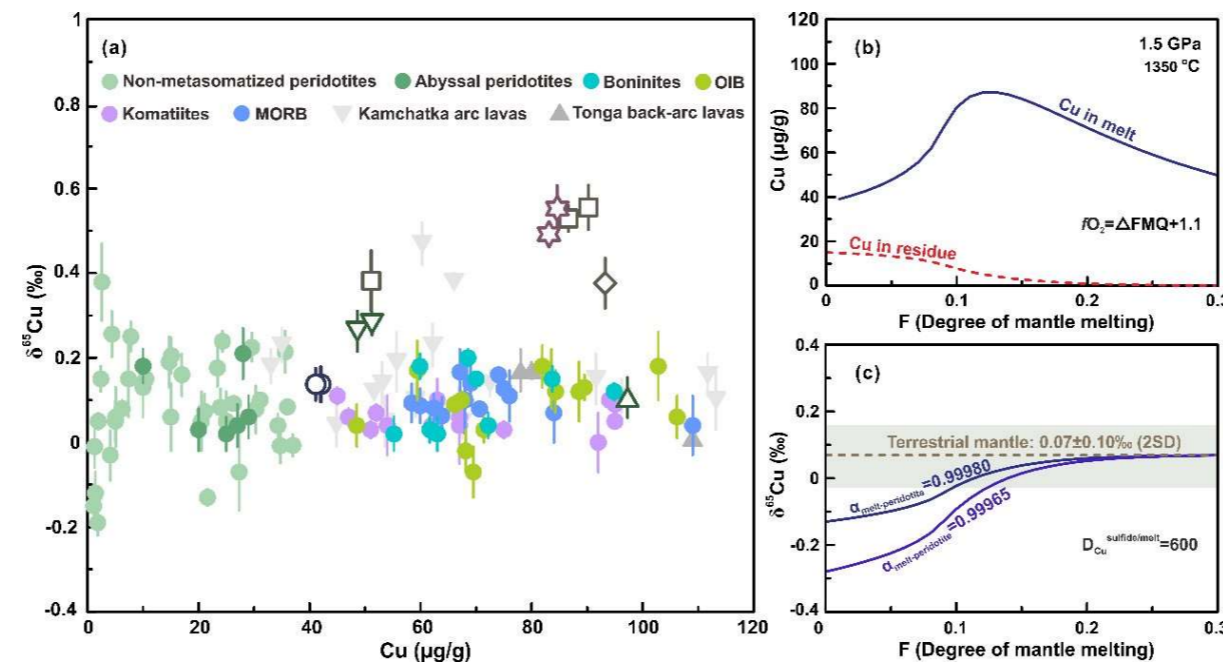 (a)
Non-metasomatized peridotites Abyssal peridotites Boninites OIB
Komatiites MORB Kamchatka arc lavas Tonga back-arc lavas
δ⁶⁵Cu (‰)
1
0.8
0.6
0.4
0.2
0
-0.2
-0.4
0 20 40 60 80 100 120
Cu (μg/g)
(b)
1.5 GPa
1350 °C
Cu in melt
fO₂=△FMQ+1.1
Cu in residue
Cu (μg/g)
120
100
80
60
40
20
0
0 0.1 0.2 0.3
F (Degree of mantle melting)
(c)
Terrestrial mantle: 0.07±0.10‰ (2SD)
αmelt-peridotite=0.99980
αmelt-peridotite=0.99965
D_Cu^sulfide/melt=600
δ⁶⁵Cu (‰)
0.4
0.2
0
-0.2
-0.4
0 0.1 0.2 0.3
F (Degree of mantle melting)